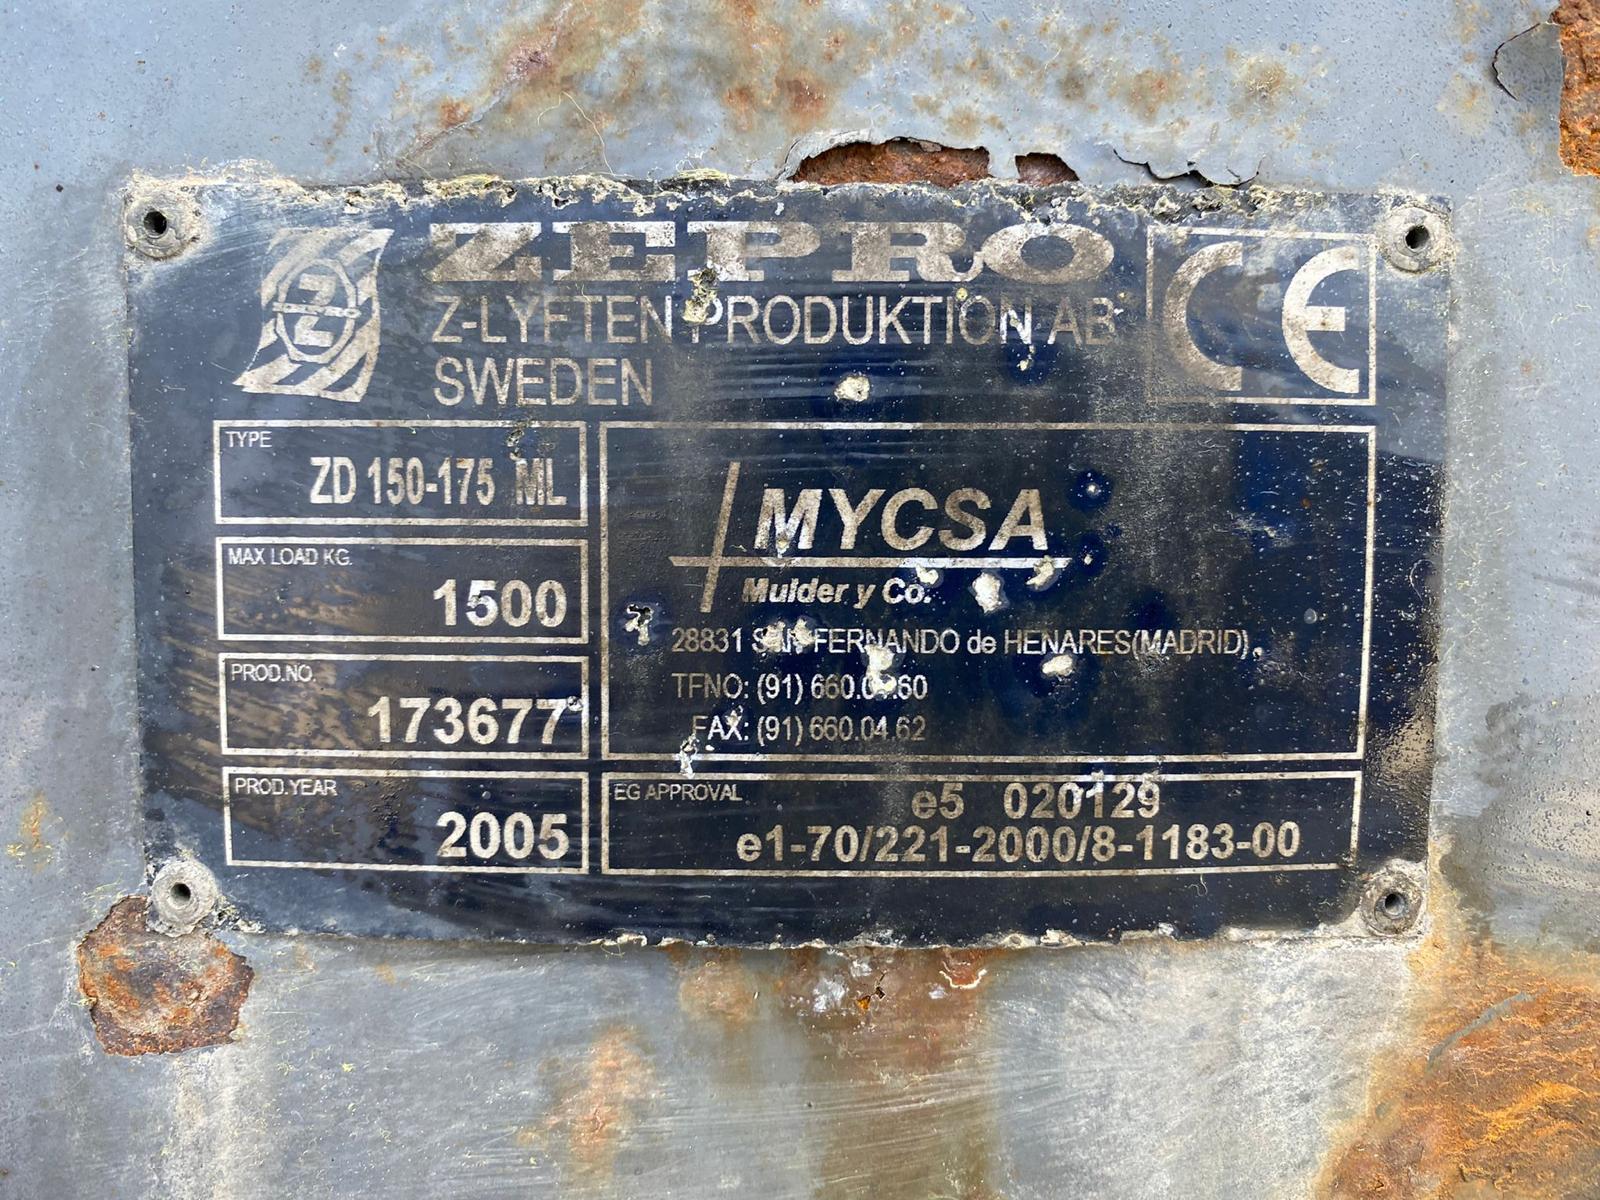 ZEPRO
Z-LYFTEN PRODUKTION AB
SWEDEN
CE
TYPE
ZD 150-175 ML
MAX LOAD KG.
1500
PROD.NO.
173677
PROD.YEAR
2005
MYCSA
Mulder y Co.
28831 SAN FERNANDO de HENARES(MADRID)
TFNO: (91) 660.04.60
FAX: (91) 660.04.62
EG APPROVAL
e5 020129
e1-70/221-2000/8-1183-00